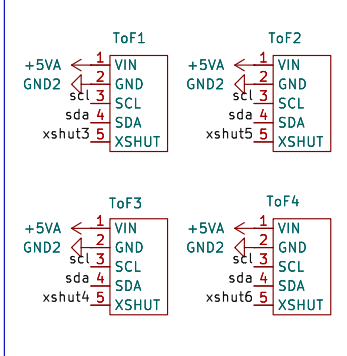 ToF1
+5VA 1 VIN
GND2 2 GND
scl 3 SCL
sda 4 SDA
xshut3 5 XSHUT
ToF2
+5VA 1 VIN
GND2 2 GND
scl 3 SCL
sda 4 SDA
xshut5 5 XSHUT
ToF3
+5VA 1 VIN
GND2 2 GND
scl 3 SCL
sda 4 SDA
xshut4 5 XSHUT
ToF4
+5VA 1 VIN
GND2 2 GND
scl 3 SCL
sda 4 SDA
xshut6 5 XSHUT